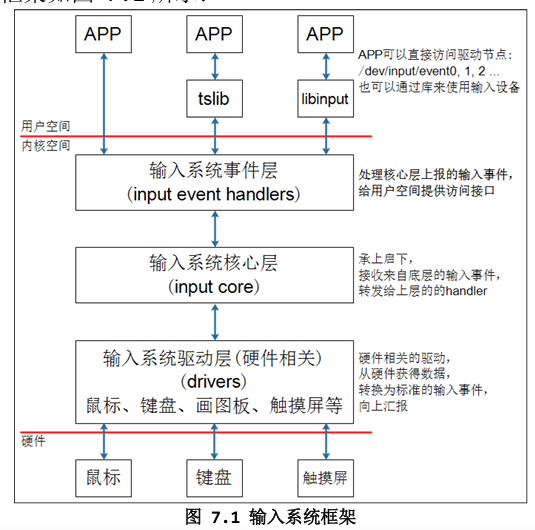 APP
APP
APP
APP可以直接访问驱动节点:
/dev/input/event0, 1, 2 ...
也可以通过库来使用输入设备
tslib
libinput
用户空间
内核空间
输入系统事件层
(input event handlers)
处理核心层上报的输入事件,
给用户空间提供访问接口
输入系统核心层
(input core)
承上启下,
接收来自底层的输入事件,
转发给上层的的handler
输入系统驱动层(硬件相关)
(drivers)
鼠标、键盘、画图板、触摸屏等
硬件相关的驱动,
从硬件获得数据,
转换为标准的输入事件,
向上汇报
硬件
鼠标
键盘
触摸屏
图 7.1 输入系统框架